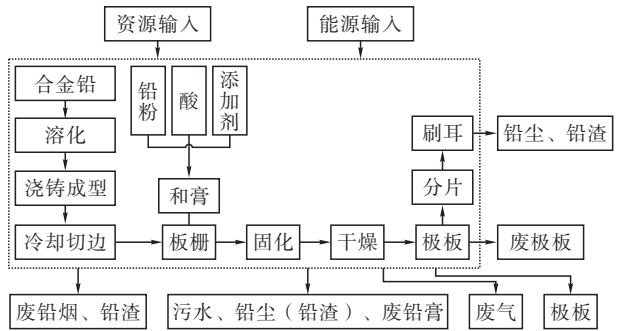 资源输入
能源输入
合金铅
铅粉
酸
添加剂
溶化
刷耳
铅尘、铅渣
浇铸成型
和膏
分片
冷却切边
板栅
固化
干燥
极板
废极板
废铅烟、铅渣
污水、铅尘（铅渣）、废铅膏
废气
极板